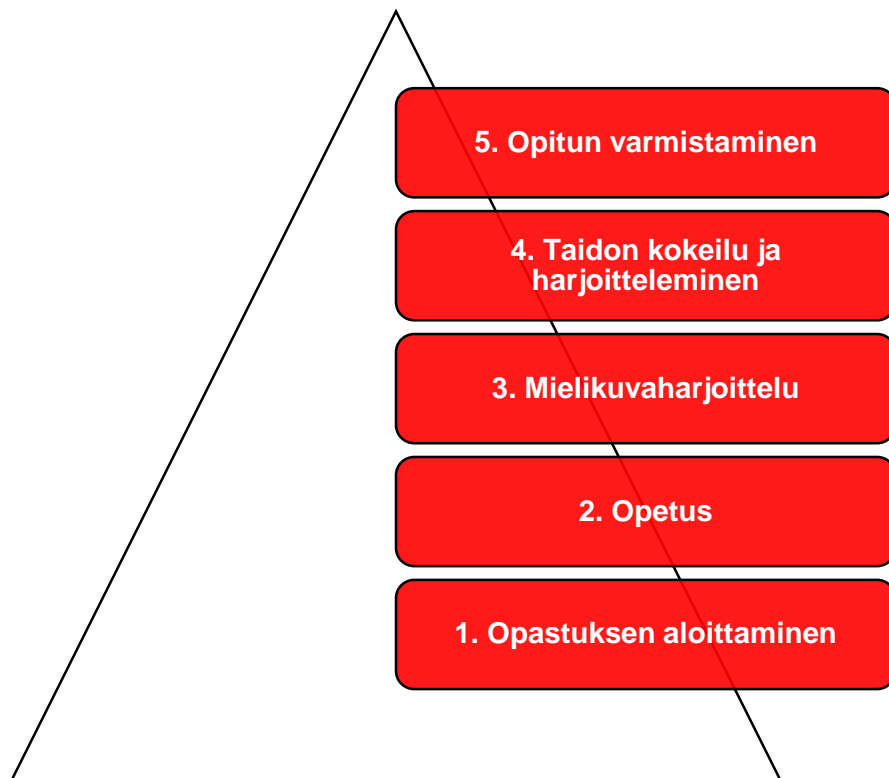 5. Opitun varmistaminen
4. Taidon kokeilu ja
harjoitteleminen
3. Mielikuvaharjoittelu
2. Opetus
1. Opastuksen aloittaminen